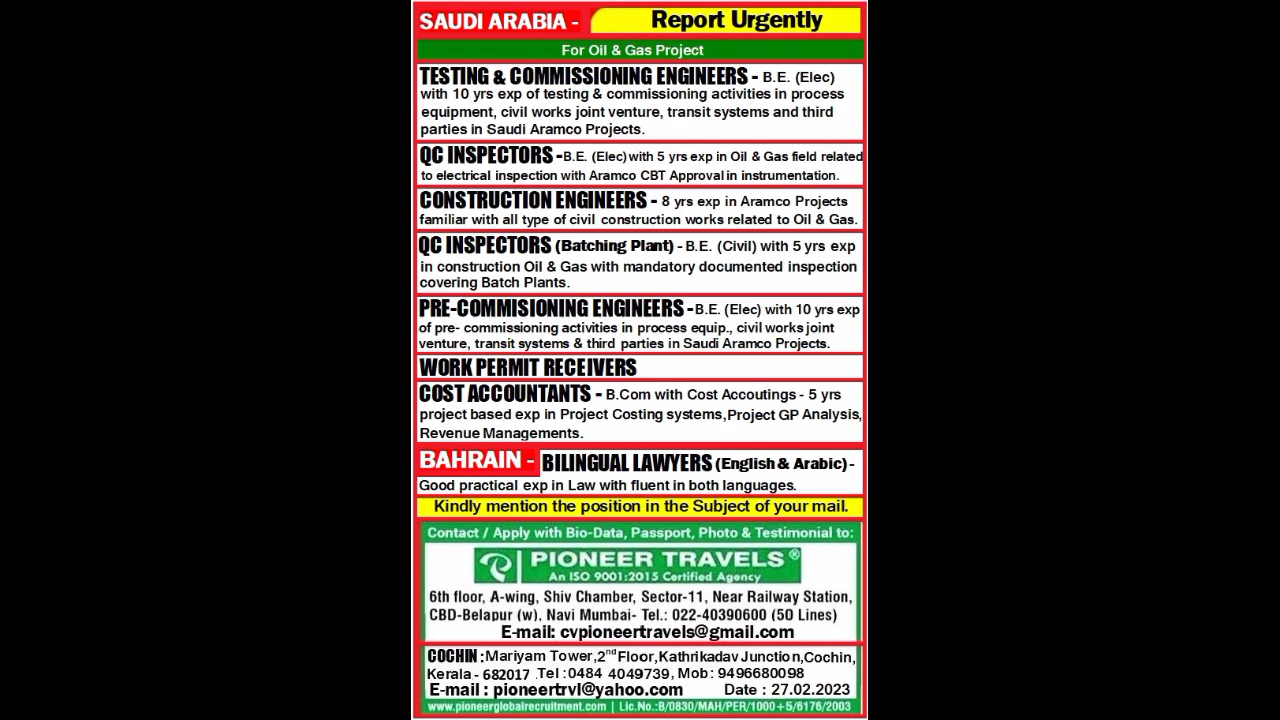 SAUDI ARABIA - Report Urgently
For Oil & Gas Project
TESTING & COMMISSIONING ENGINEERS - B.E. (Elec)
with 10 yrs exp of testing & commissioning activities in process
equipment, civil works joint venture, transit systems and third
parties in Saudi Aramco Projects.
QC INSPECTORS -B.E. (Elec) with 5 yrs exp in Oil & Gas field related
to electrical inspection with Aramco CBT Approval in instrumentation.
CONSTRUCTION ENGINEERS - 8 yrs exp in Aramco Projects
familiar with all type of civil construction works related to Oil & Gas.
QC INSPECTORS (Batching Plant) - B.E. (Civil) with 5 yrs exp
in construction Oil & Gas with mandatory documented inspection
covering Batch Plants.
PRE-COMMISIONING ENGINEERS -B.E. (Elec) with 10 yrs exp
of pre- commissioning activities in process equip., civil works joint
venture, transit systems & third parties in Saudi Aramco Projects.
WORK PERMIT RECEIVERS
COST ACCOUNTANTS - B.Com with Cost Accoutings - 5 yrs
project based exp in Project Costing systems, Project GP Analysis,
Revenue Managements.
BAHRAIN - BILINGUAL LAWYERS (English & Arabic) -
Good practical exp in Law with fluent in both languages.
Kindly mention the position in the Subject of your mail.
Contact / Apply with Bio-Data, Passport, Photo & Testimonial to:
PIONEER TRAVELS®
An ISO 9001:2015 Certified Agency
6th floor, A-wing, Shiv Chamber, Sector-11, Near Railway Station,
CBD-Belapur (w), Navi Mumbai- Tel.: 022-40390600 (50 Lines)
E-mail: cvpioneertravels@gmail.com
COCHIN : Mariyam Tower,2nd Floor, Kathrikadav Junction, Cochin,
Kerala - 682017 .Tel : 0484 4049739, Mob: 9496680098
E-mail : pioneertrvl@yahoo.com Date : 27.02.2023
www.pioneerglobalrecruitment.com | Lic.No.:B/0830/MAH/PER/1000+5/6176/2003